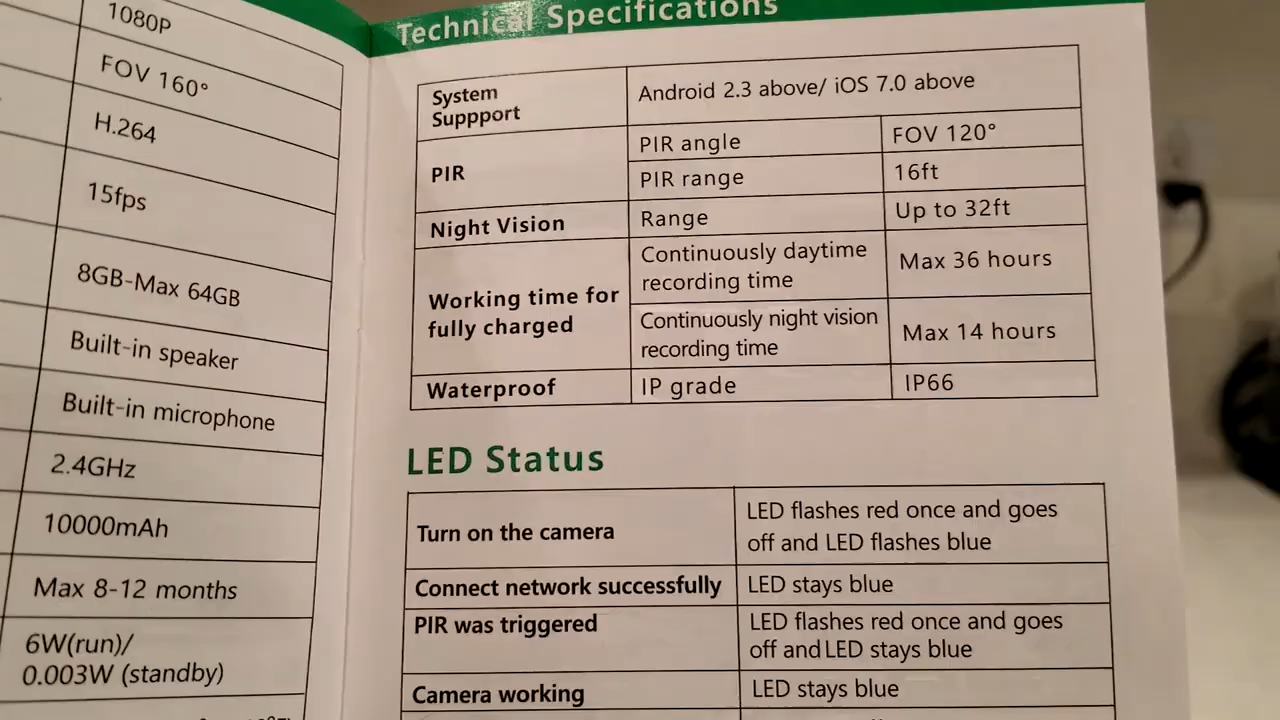 1080P
FOV 160°
H.264
15fps
8GB-Max 64GB
Built-in speaker
Built-in microphone
2.4GHz
10000mAh
Max 8-12 months
6W(run)/
0.003W (standby)
Technical Specifications
System
Suppport
Android 2.3 above/ iOS 7.0 above
PIR
PIR angle
FOV 120°
PIR range
16ft
Night Vision
Range
Up to 32ft
Working time for
fully charged
Continuously daytime
recording time
Max 36 hours
Continuously night vision
recording time
Max 14 hours
Waterproof
IP grade
IP66
LED Status
Turn on the camera
LED flashes red once and goes
off and LED flashes blue
Connect network successfully
LED stays blue
PIR was triggered
LED flashes red once and goes
off and LED stays blue
Camera working
LED stays blue